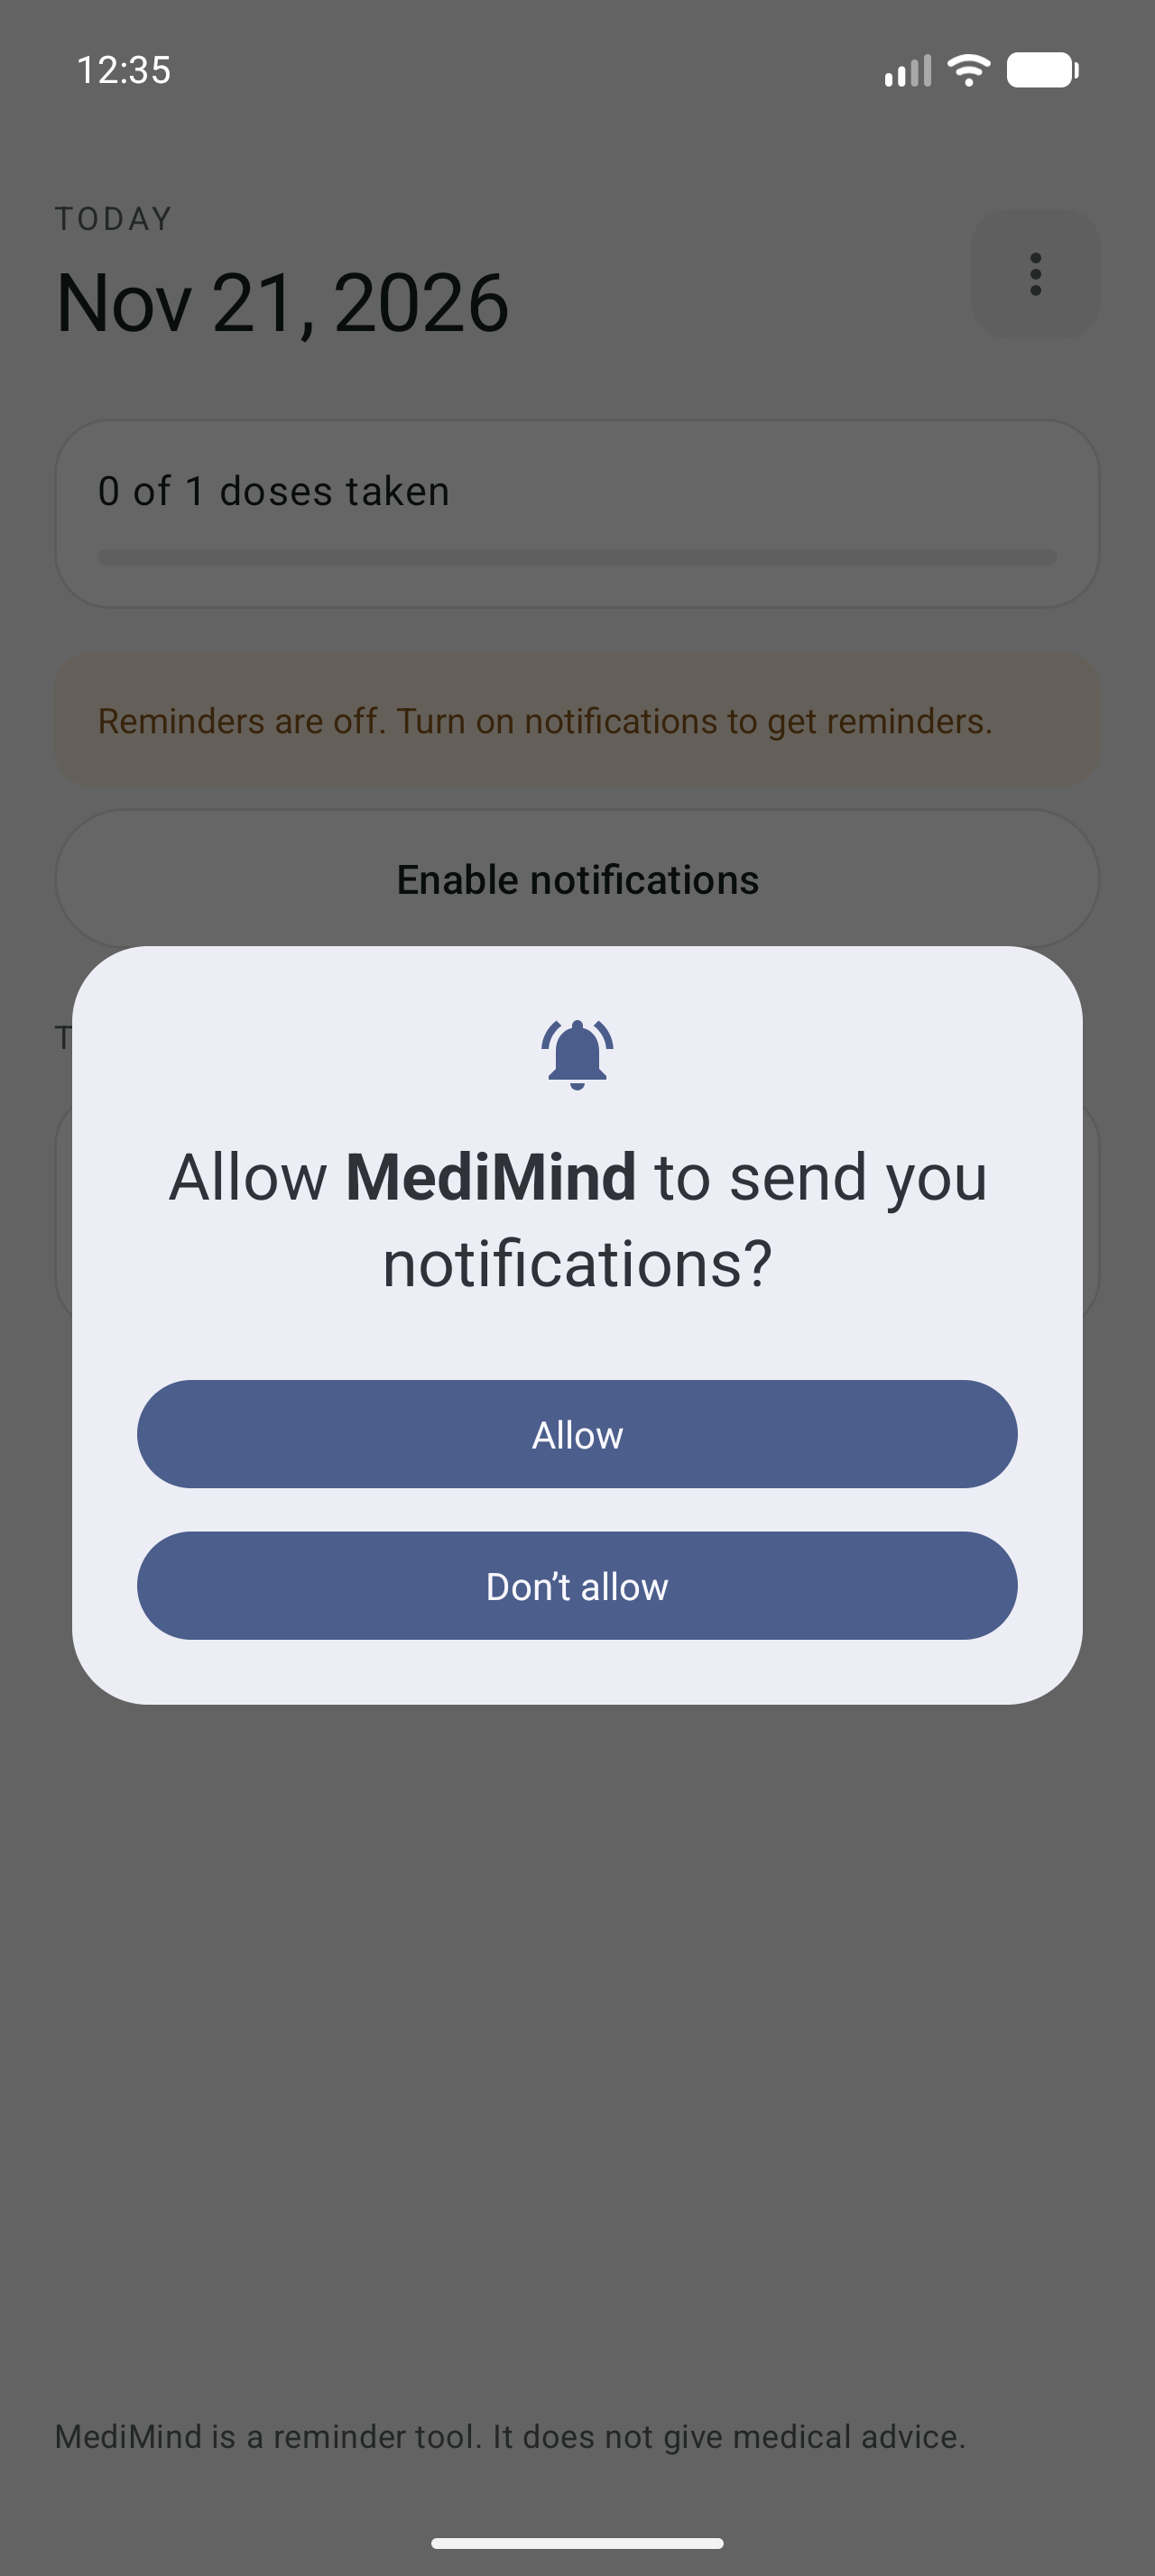 12:35
TODAY
Nov 21, 2026
0 of 1 doses taken
Reminders are off. Turn on notifications to get reminders.
Enable notifications
Allow MediMind to send you
notifications?
Allow
Don’t allow
MediMind is a reminder tool. It does not give medical advice.